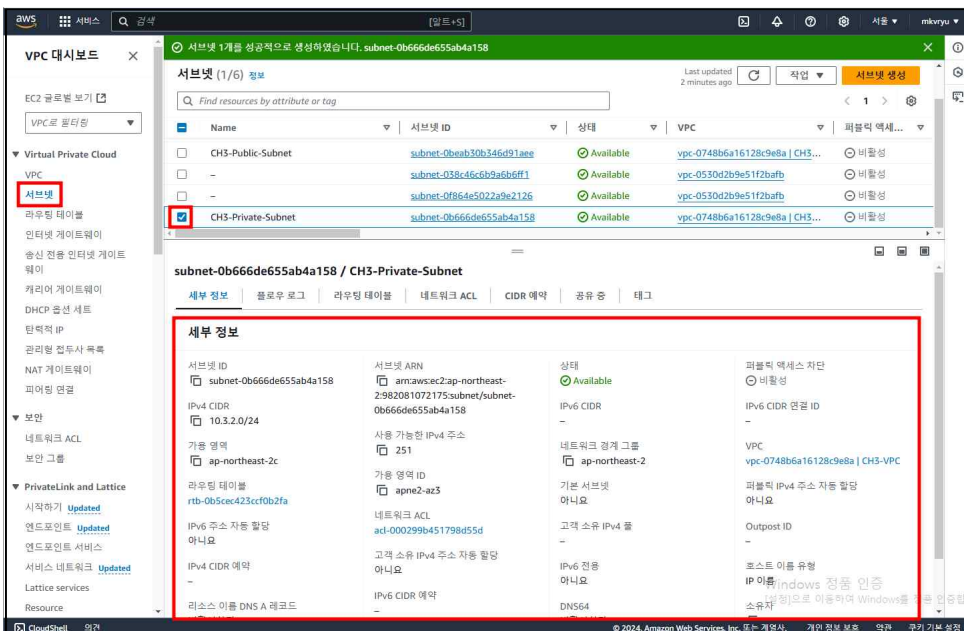 aws 서비스 검색 [알트+S] 서울 ▼ mkvryu ▼
VPC 대시보드 ×
EC2 글로벌 보기
VPC로 필터링 ▼
▼ Virtual Private Cloud
VPC
서브넷
라우팅 테이블
인터넷 게이트웨이
송신 전용 인터넷 게이트
웨이
캐리어 게이트웨이
DHCP 옵션 세트
탄력적 IP
관리형 접두사 목록
NAT 게이트웨이
피어링 연결
▼ 보안
네트워크 ACL
보안 그룹
▼ PrivateLink and Lattice
시작하기 Updated
엔드포인트 Updated
엔드포인트 서비스
서비스 네트워크 Updated
Lattice services
Resource
서브넷 1개를 성공적으로 생성하였습니다. subnet-0b666de655ab4a158
서브넷 (1/6) 정보
Last updated
2 minutes ago
작업 ▼
서브넷 생성
Find resources by attribute or tag
< 1 >
Name 서브넷 ID 상태 VPC 퍼블릭 액세...
CH3-Public-Subnet subnet-0beab30b346d91aee Available vpc-0748b6a16128c9e8a | CH3... 비활성
– subnet-038c46c6b9a6b6ff1 Available vpc-0530d2b9e51f2bafb 비활성
– subnet-0f864e5022a9e2126 Available vpc-0530d2b9e51f2bafb 비활성
CH3-Private-Subnet subnet-0b666de655ab4a158 Available vpc-0748b6a16128c9e8a | CH3... 비활성
subnet-0b666de655ab4a158 / CH3-Private-Subnet
세부 정보 플로우 로그 라우팅 테이블 네트워크 ACL CIDR 예약 공유 중 태그
세부 정보
서브넷 ID
subnet-0b666de655ab4a158
IPv4 CIDR
10.3.2.0/24
가용 영역
ap-northeast-2c
라우팅 테이블
rtb-0b5cec423ccf0b2fa
IPv6 주소 자동 할당
아니요
IPv4 CIDR 예약
–
리소스 이름 DNS A 레코드
서브넷 ARN
arn:aws:ec2:ap-northeast-
2:982081072175:subnet/subnet-
0b666de655ab4a158
사용 가능한 IPv4 주소
251
가용 영역 ID
apne2-az3
네트워크 ACL
acl-000299b451798d55d
고객 소유 IPv4 주소 자동 할당
아니요
IPv6 CIDR 예약
–
상태
Available
IPv6 CIDR
–
네트워크 경계 그룹
ap-northeast-2
기본 서브넷
아니요
고객 소유 IPv4 풀
–
IPv6 전용
아니요
DNS64
퍼블릭 액세스 차단
비활성
IPv6 CIDR 연결 ID
–
VPC
vpc-0748b6a16128c9e8a | CH3-VPC
퍼블릭 IPv4 주소 자동 할당
아니요
Outpost ID
–
호스트 이름 유형
IP 이름
소유자
Windows 정품 인증
[설정]으로 이동하여 Windows를 정품 인증합
CloudShell 의견 © 2024, Amazon Web Services, Inc. 또는 계열사. 개인 정보 보호 약관 쿠키 기본 설정